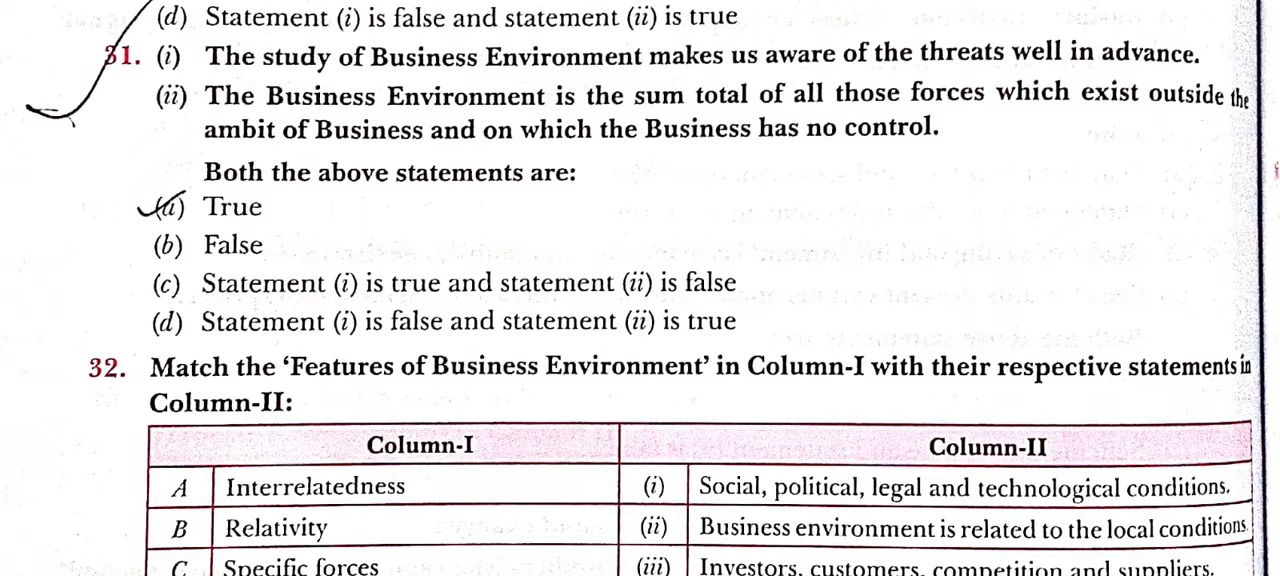 (d) Statement (i) is false and statement (ii) is true
31. (i) The study of Business Environment makes us aware of the threats well in advance.
(ii) The Business Environment is the sum total of all those forces which exist outside the
ambit of Business and on which the Business has no control.
Both the above statements are:
(a) True
(b) False
(c) Statement (i) is true and statement (ii) is false
(d) Statement (i) is false and statement (ii) is true
32. Match the ‘Features of Business Environment’ in Column-I with their respective statements in
Column-II:
Column-I Column-II
A Interrelatedness (i) Social, political, legal and technological conditions.
B Relativity (ii) Business environment is related to the local conditions.
C Specific forces (iii) Investors, customers, competition and suppliers.